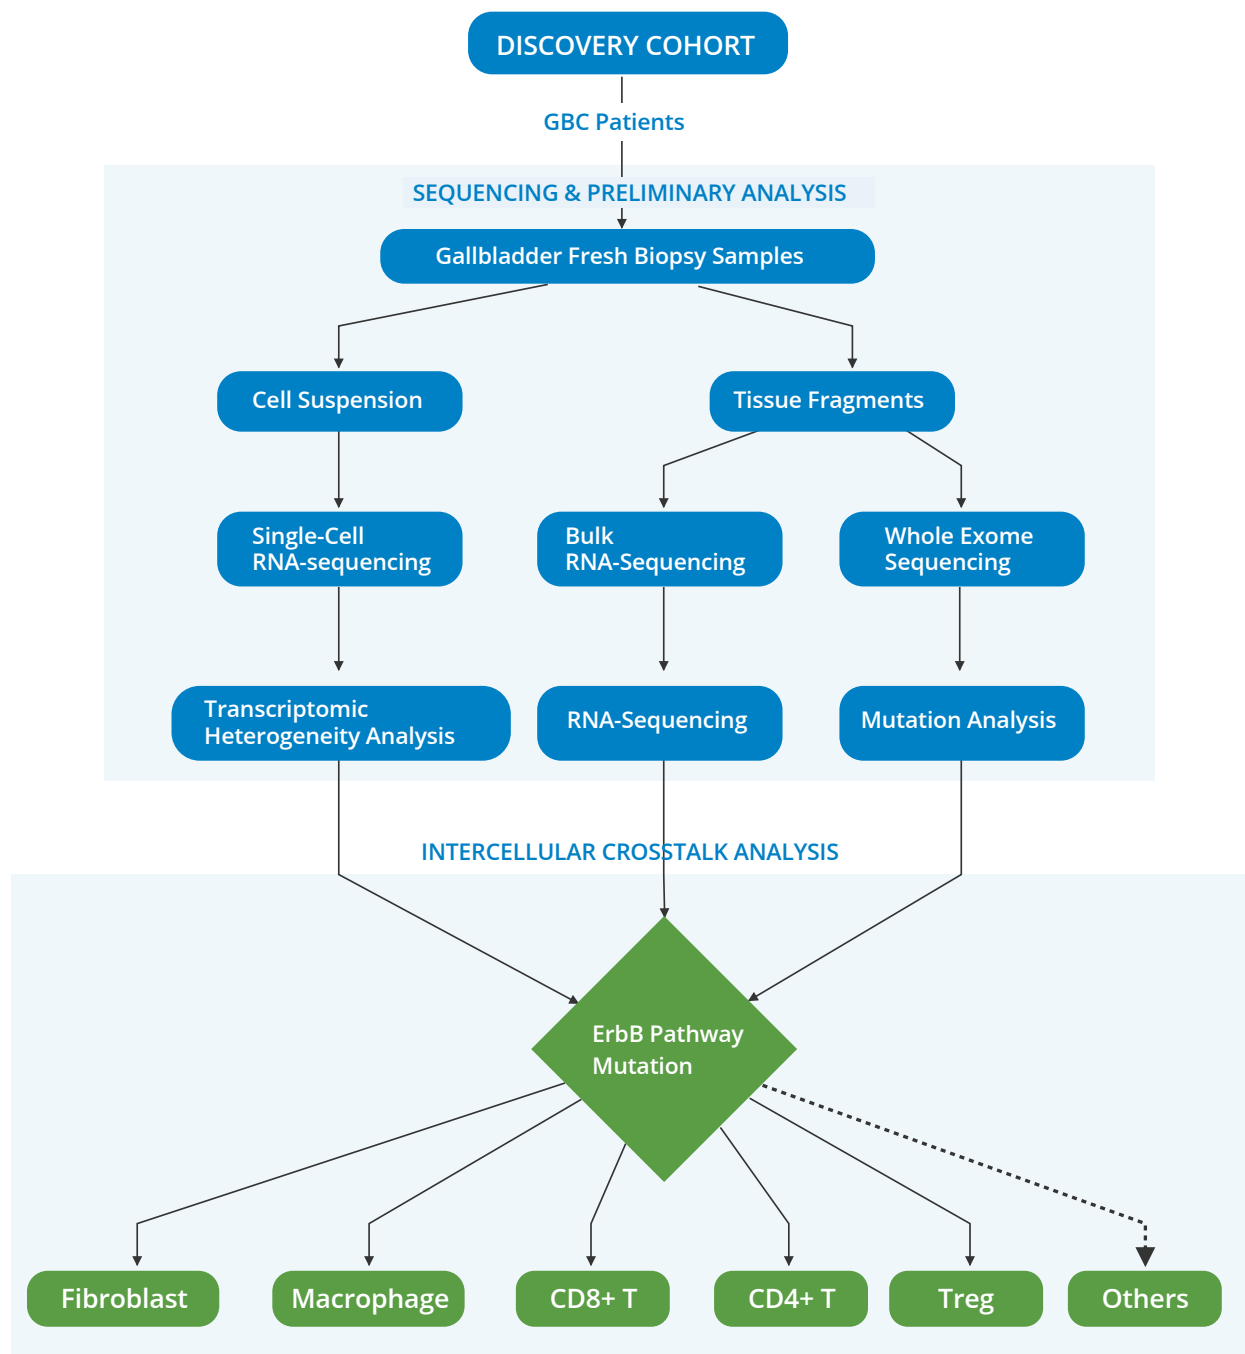 DISCOVERY COHORT
GBC Patients
SEQUENCING & PRELIMINARY ANALYSIS
Gallbladder Fresh Biopsy Samples
Cell Suspension
Tissue Fragments
Single-Cell
RNA-sequencing
Bulk
RNA-Sequencing
Whole Exome
Sequencing
Transcriptomic
Heterogeneity Analysis
RNA-Sequencing
Mutation Analysis
INTERCELLULAR CROSSTALK ANALYSIS
ErbB Pathway
Mutation
Fibroblast
Macrophage
CD8+ T
CD4+ T
Treg
Others